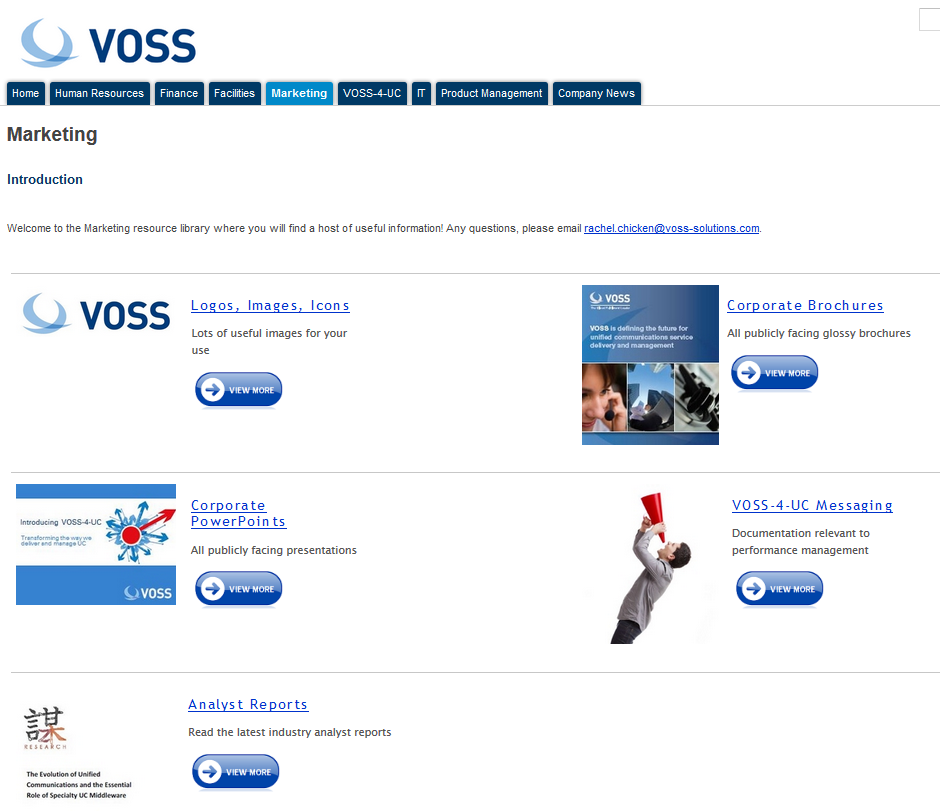 VOSS
Home Human Resources Finance Facilities Marketing VOSS-4-UC IT Product Management Company News
Marketing
Introduction
Welcome to the Marketing resource library where you will find a host of useful information! Any questions, please email rachel.chicken@voss-solutions.com.
VOSS
Logos, Images, Icons
Lots of useful images for your
use
VIEW MORE
VOSS
VOSS is defining the future for
unified communications service
delivery and management
Corporate Brochures
All publicly facing glossy brochures
VIEW MORE
Introducing VOSS-4-UC
Transforming the way we
deliver and manage UC
VOSS
Corporate
PowerPoints
All publicly facing presentations
VIEW MORE
VOSS-4-UC Messaging
Documentation relevant to
performance management
VIEW MORE
謀
RESEARCH
The Evolution of Unified
Communications and the Essential
Role of Specialty UC Middleware
Analyst Reports
Read the latest industry analyst reports
VIEW MORE